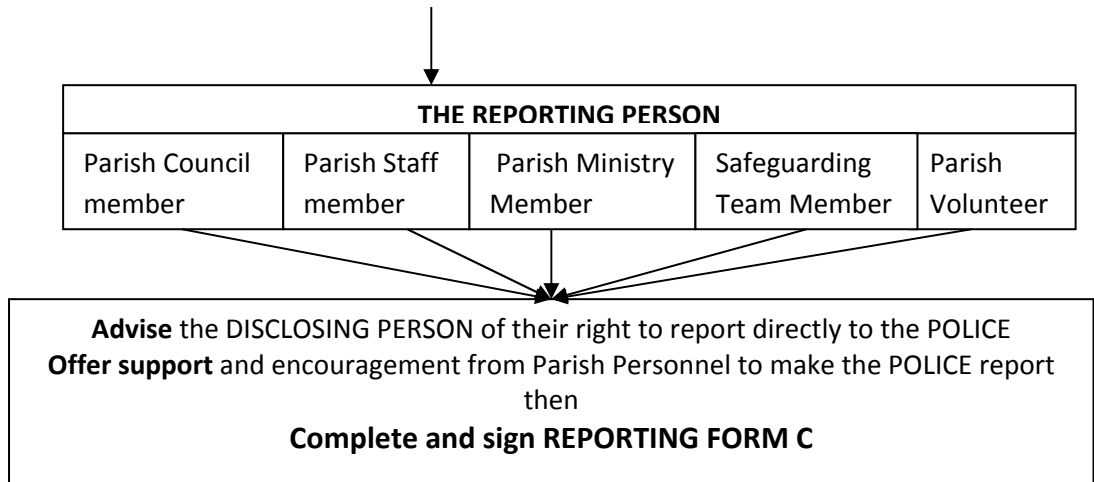 THE REPORTING PERSON
Parish Council member
Parish Staff member
Parish Ministry Member
Safeguarding Team Member
Parish Volunteer
Advise the DISCLOSING PERSON of their right to report directly to the POLICE
Offer support and encouragement from Parish Personnel to make the POLICE report
then
Complete and sign REPORTING FORM C